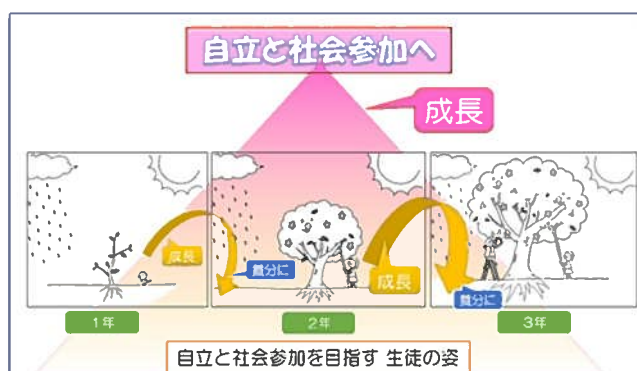 自立と社会参加へ
成長
成長
養分に
成長
養分に
1年
2年
3年
自立と社会参加を目指す 生徒の姿